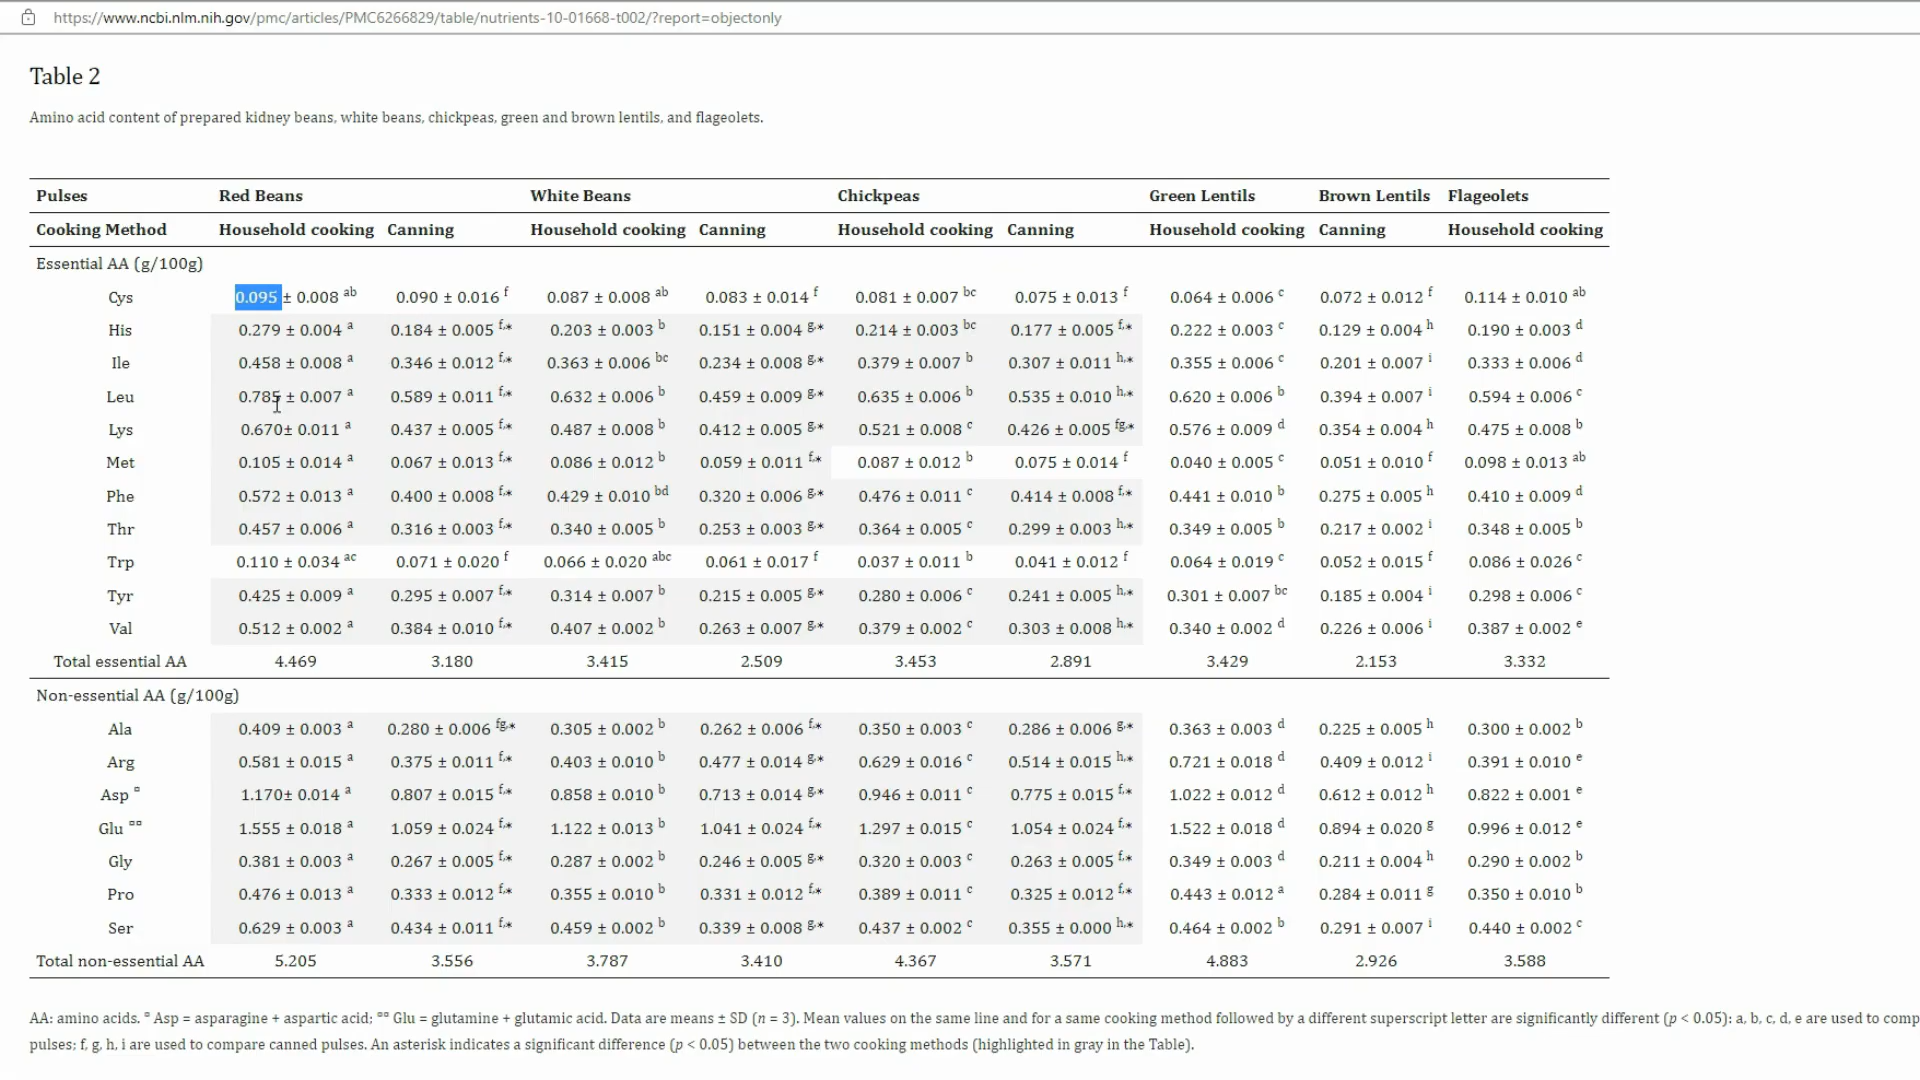 https://www.ncbi.nlm.nih.gov/pmc/articles/PMC6266829/table/nutrients-10-01668-t002/?report=objectonly
Table 2
Amino acid content of prepared kidney beans, white beans, chickpeas, green and brown lentils, and flageolets.
Pulses Red Beans White Beans Chickpeas Green Lentils Brown Lentils Flageolets
Cooking Method Household cooking Canning Household cooking Canning Household cooking Canning Household cooking Canning Household cooking
Essential AA (g/100g)
Cys 0.095 ± 0.008 ab 0.090 ± 0.016 f 0.087 ± 0.008 ab 0.083 ± 0.014 f 0.081 ± 0.007 bc 0.075 ± 0.013 f 0.064 ± 0.006 c 0.072 ± 0.012 f 0.114 ± 0.010 ab
His 0.279 ± 0.004 a 0.184 ± 0.005 f,* 0.203 ± 0.003 b 0.151 ± 0.004 g,* 0.214 ± 0.003 bc 0.177 ± 0.005 f,* 0.222 ± 0.003 c 0.129 ± 0.004 h 0.190 ± 0.003 d
Ile 0.458 ± 0.008 a 0.346 ± 0.012 f,* 0.363 ± 0.006 bc 0.234 ± 0.008 g,* 0.379 ± 0.007 b 0.307 ± 0.011 h,* 0.355 ± 0.006 c 0.201 ± 0.007 i 0.333 ± 0.006 d
Leu 0.785 ± 0.007 a 0.589 ± 0.011 f,* 0.632 ± 0.006 b 0.459 ± 0.009 g,* 0.635 ± 0.006 b 0.535 ± 0.010 h,* 0.620 ± 0.006 b 0.394 ± 0.007 i 0.594 ± 0.006 c
Lys 0.670± 0.011 a 0.437 ± 0.005 f,* 0.487 ± 0.008 b 0.412 ± 0.005 g,* 0.521 ± 0.008 c 0.426 ± 0.005 fg,* 0.576 ± 0.009 d 0.354 ± 0.004 h 0.475 ± 0.008 b
Met 0.105 ± 0.014 a 0.067 ± 0.013 f,* 0.086 ± 0.012 b 0.059 ± 0.011 f,* 0.087 ± 0.012 b 0.075 ± 0.014 f 0.040 ± 0.005 c 0.051 ± 0.010 f 0.098 ± 0.013 ab
Phe 0.572 ± 0.013 a 0.400 ± 0.008 f,* 0.429 ± 0.010 bd 0.320 ± 0.006 g,* 0.476 ± 0.011 c 0.414 ± 0.008 f,* 0.441 ± 0.010 b 0.275 ± 0.005 h 0.410 ± 0.009 d
Thr 0.457 ± 0.006 a 0.316 ± 0.003 f,* 0.340 ± 0.005 b 0.253 ± 0.003 g,* 0.364 ± 0.005 c 0.299 ± 0.003 h,* 0.349 ± 0.005 b 0.217 ± 0.002 i 0.348 ± 0.005 b
Trp 0.110 ± 0.034 ac 0.071 ± 0.020 f 0.066 ± 0.020 abc 0.061 ± 0.017 f 0.037 ± 0.011 b 0.041 ± 0.012 f 0.064 ± 0.019 c 0.052 ± 0.015 f 0.086 ± 0.026 c
Tyr 0.425 ± 0.009 a 0.295 ± 0.007 f,* 0.314 ± 0.007 b 0.215 ± 0.005 g,* 0.280 ± 0.006 c 0.241 ± 0.005 h,* 0.301 ± 0.007 bc 0.185 ± 0.004 i 0.298 ± 0.006 c
Val 0.512 ± 0.002 a 0.384 ± 0.010 f,* 0.407 ± 0.002 b 0.263 ± 0.007 g,* 0.379 ± 0.002 c 0.303 ± 0.008 h,* 0.340 ± 0.002 d 0.226 ± 0.006 i 0.387 ± 0.002 e
Total essential AA 4.469 3.180 3.415 2.509 3.453 2.891 3.429 2.153 3.332
Non-essential AA (g/100g)
Ala 0.409 ± 0.003 a 0.280 ± 0.006 fg,* 0.305 ± 0.002 b 0.262 ± 0.006 f,* 0.350 ± 0.003 c 0.286 ± 0.006 g,* 0.363 ± 0.003 d 0.225 ± 0.005 h 0.300 ± 0.002 b
Arg 0.581 ± 0.015 a 0.375 ± 0.011 f,* 0.403 ± 0.010 b 0.477 ± 0.014 g,* 0.629 ± 0.016 c 0.514 ± 0.015 h,* 0.721 ± 0.018 d 0.409 ± 0.012 i 0.391 ± 0.010 e
Asp ¤ 1.170± 0.014 a 0.807 ± 0.015 f,* 0.858 ± 0.010 b 0.713 ± 0.014 g,* 0.946 ± 0.011 c 0.775 ± 0.015 f,* 1.022 ± 0.012 d 0.612 ± 0.012 h 0.822 ± 0.001 e
Glu ¤¤ 1.555 ± 0.018 a 1.059 ± 0.024 f,* 1.122 ± 0.013 b 1.041 ± 0.024 f,* 1.297 ± 0.015 c 1.054 ± 0.024 f,* 1.522 ± 0.018 d 0.894 ± 0.020 g 0.996 ± 0.012 e
Gly 0.381 ± 0.003 a 0.267 ± 0.005 f,* 0.287 ± 0.002 b 0.246 ± 0.005 g,* 0.320 ± 0.003 c 0.263 ± 0.005 f,* 0.349 ± 0.003 d 0.211 ± 0.004 h 0.290 ± 0.002 b
Pro 0.476 ± 0.013 a 0.333 ± 0.012 f,* 0.355 ± 0.010 b 0.331 ± 0.012 f,* 0.389 ± 0.011 c 0.325 ± 0.012 f,* 0.443 ± 0.012 a 0.284 ± 0.011 g 0.350 ± 0.010 b
Ser 0.629 ± 0.003 a 0.434 ± 0.011 f,* 0.459 ± 0.002 b 0.339 ± 0.008 g,* 0.437 ± 0.002 c 0.355 ± 0.000 h,* 0.464 ± 0.002 b 0.291 ± 0.007 i 0.440 ± 0.002 c
Total non-essential AA 5.205 3.556 3.787 3.410 4.367 3.571 4.883 2.926 3.588
AA: amino acids. ¤ Asp = asparagine + aspartic acid; ¤¤ Glu = glutamine + glutamic acid. Data are means ± SD (n = 3). Mean values on the same line and for a same cooking method followed by a different superscript letter are significantly different (p < 0.05): a, b, c, d, e are used to comp
pulses; f, g, h, i are used to compare canned pulses. An asterisk indicates a significant difference (p < 0.05) between the two cooking methods (highlighted in gray in the Table).